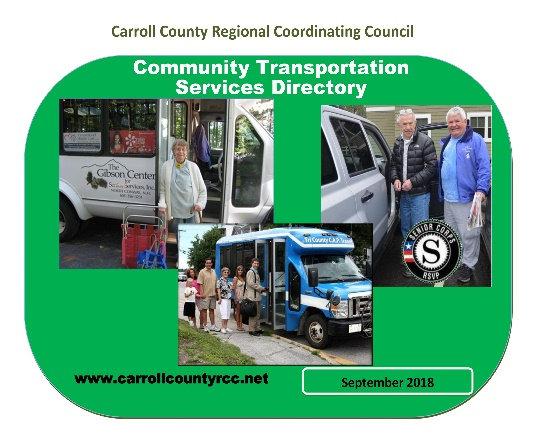 Carroll County Regional Coordinating Council
Community Transportation
Services Directory
The
Gibson Center
for
Senior Services, Inc.
SENIOR CORPS
S
RSVP
Tri County C.A.P. Transit
www.carrollcountyrcc.net
September 2018